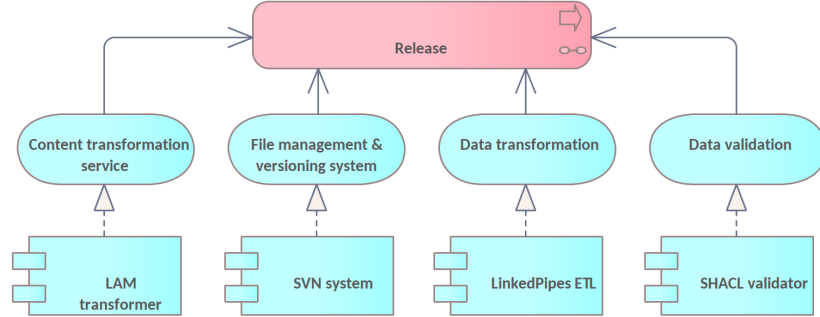 Release
Content transformation
service
File management &
versioning system
Data transformation
Data validation
LAM
transformer
SVN system
LinkedPipes ETL
SHACL validator